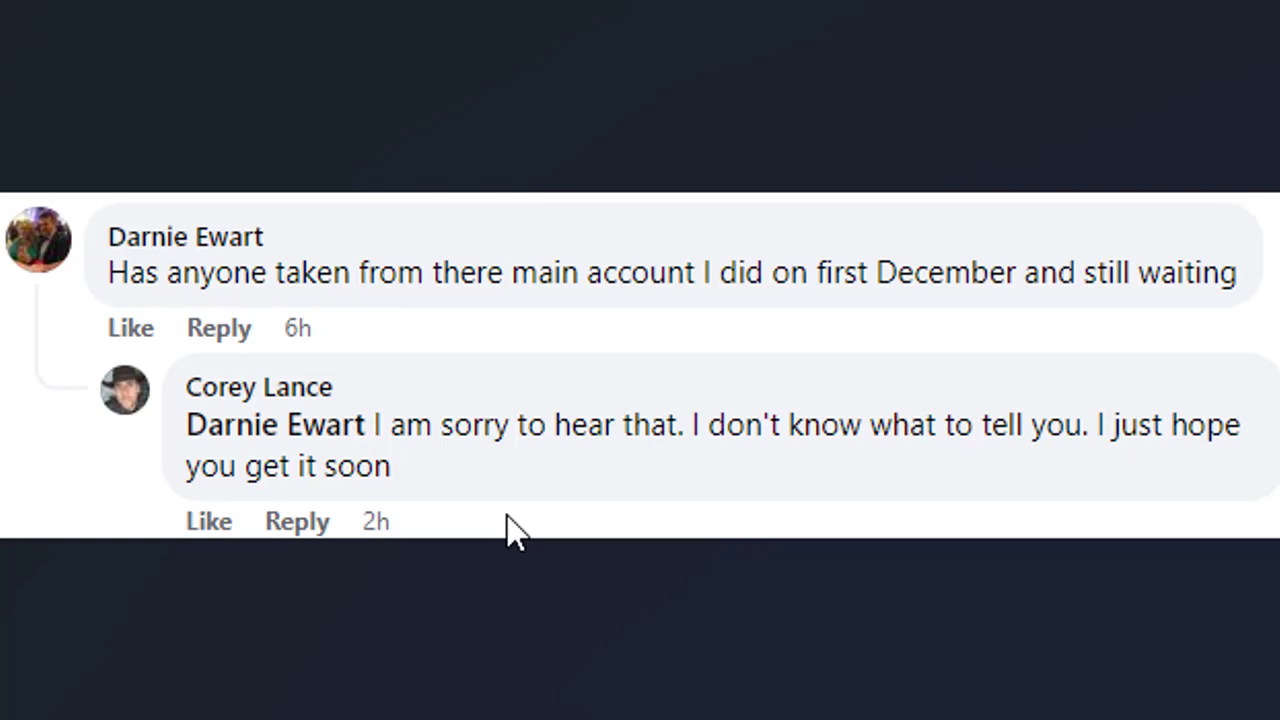 Darnie Ewart
Has anyone taken from there main account I did on first December and still waiting
Like Reply 6h
Corey Lance
Darnie Ewart I am sorry to hear that. I don't know what to tell you. I just hope
you get it soon
Like Reply 2h